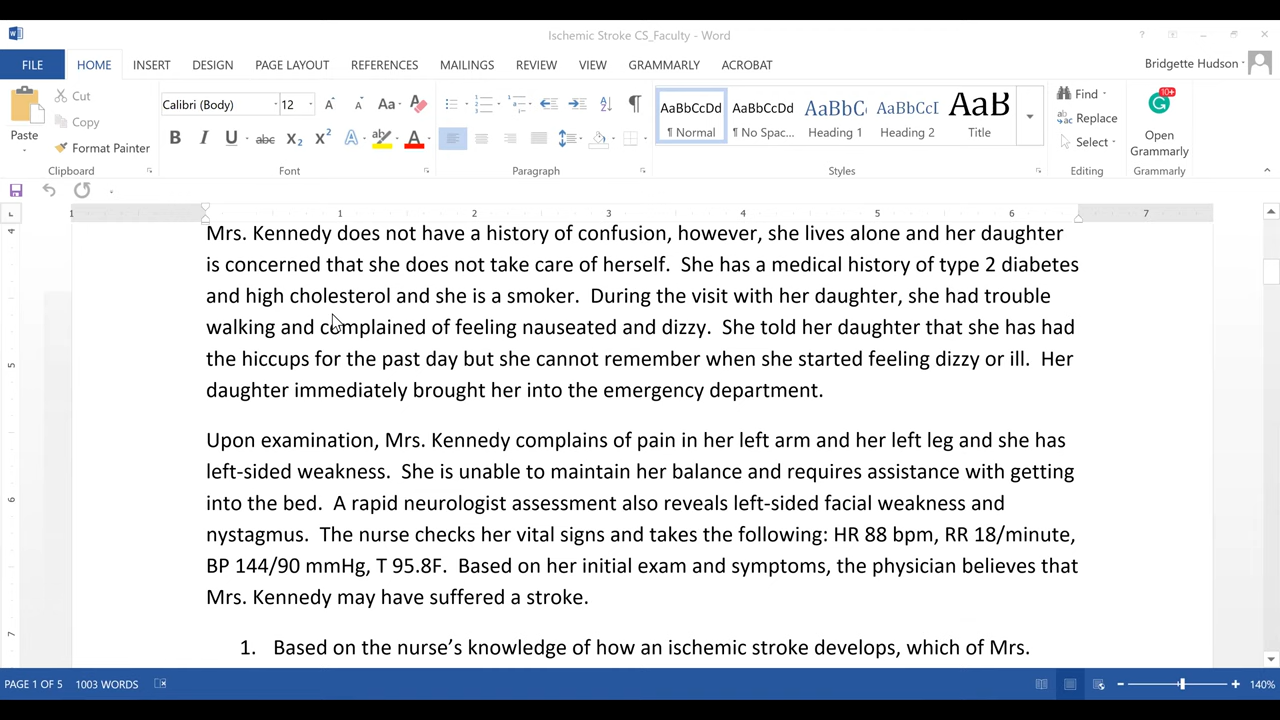 Ischemic Stroke CS_Faculty - Word
?
FILE HOME INSERT DESIGN PAGE LAYOUT REFERENCES MAILINGS REVIEW VIEW GRAMMARLY ACROBAT Bridgette Hudson
Paste
Cut
Copy
Format Painter
Clipboard
Calibri (Body) 12
Font
Paragraph
AaBbCcDd ¶ Normal
AaBbCcDd ¶ No Spac...
AaBbC Heading 1
AaBbCcI Heading 2
AaB Title
Styles
Find
Replace
Select
Editing
10+
Open
Grammarly
Grammarly
1 1 2 3 4 5 6 7
4
5
6
7
Mrs. Kennedy does not have a history of confusion, however, she lives alone and her daughter
is concerned that she does not take care of herself.  She has a medical history of type 2 diabetes
and high cholesterol and she is a smoker.  During the visit with her daughter, she had trouble
walking and complained of feeling nauseated and dizzy.  She told her daughter that she has had
the hiccups for the past day but she cannot remember when she started feeling dizzy or ill.  Her
daughter immediately brought her into the emergency department.
Upon examination, Mrs. Kennedy complains of pain in her left arm and her left leg and she has
left-sided weakness.  She is unable to maintain her balance and requires assistance with getting
into the bed.  A rapid neurologist assessment also reveals left-sided facial weakness and
nystagmus.  The nurse checks her vital signs and takes the following: HR 88 bpm, RR 18/minute,
BP 144/90 mmHg, T 95.8F.  Based on her initial exam and symptoms, the physician believes that
Mrs. Kennedy may have suffered a stroke.
1. Based on the nurse's knowledge of how an ischemic stroke develops, which of Mrs.
PAGE 1 OF 5 1003 WORDS 140%